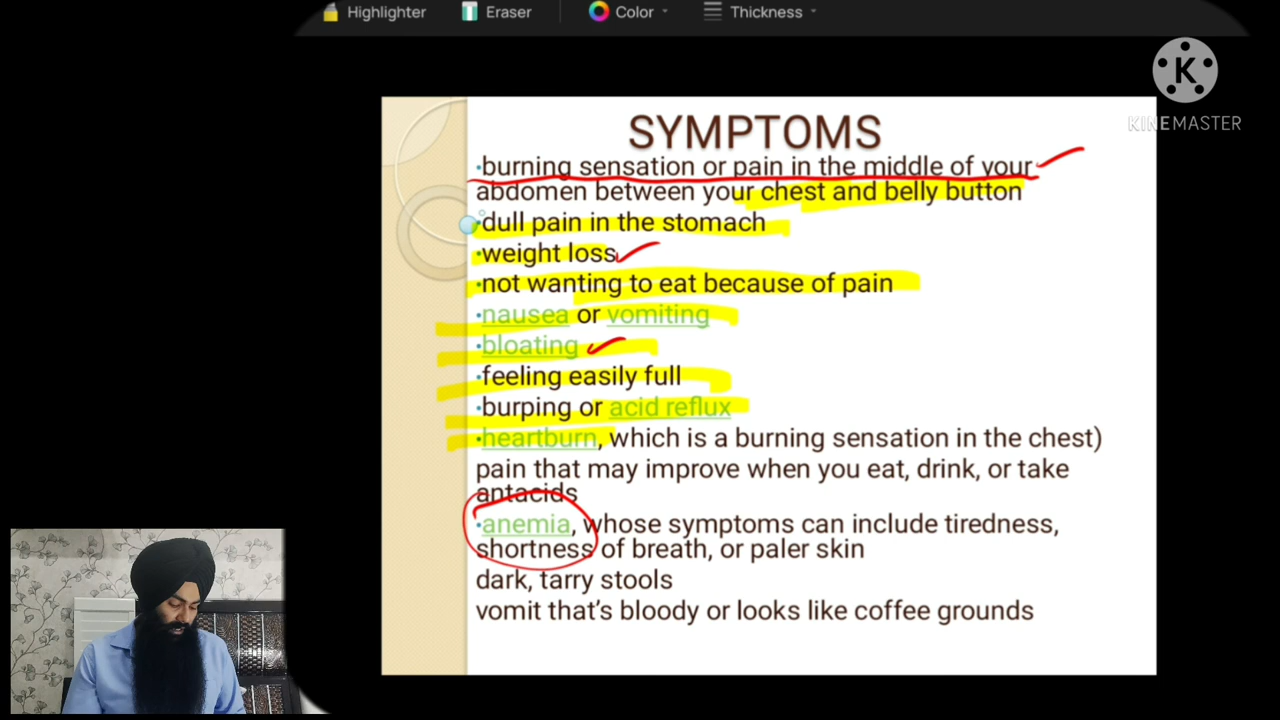 Highlighter Eraser Color Thickness
K
KINEMASTER
SYMPTOMS
•burning sensation or pain in the middle of your
abdomen between your chest and belly button
•dull pain in the stomach
•weight loss
•not wanting to eat because of pain
•nausea or vomiting
•bloating
•feeling easily full
•burping or acid reflux
•heartburn, which is a burning sensation in the chest)
pain that may improve when you eat, drink, or take
antacids
•anemia, whose symptoms can include tiredness,
shortness of breath, or paler skin
dark, tarry stools
vomit that's bloody or looks like coffee grounds